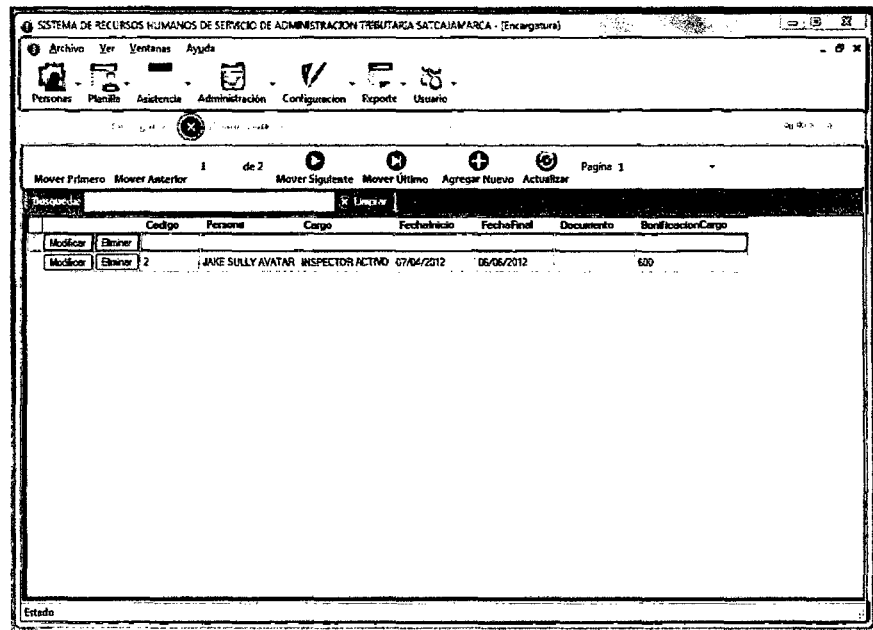 SISTEMA DE RECURSOS HUMANOS DE SERVICIO DE ADMINISTRACION TRIBUTARIA SATCAJAMARCA - [Encargatura]
Archivo Ver Ventanas Ayuda
Personas Planilla Asistencia Administración Configuracion Reporte Usuario
1 de 2 Pagina 1
Mover Primero Mover Anterior Mover Siguiente Mover Último Agregar Nuevo Actualizar
Busqueda: Limpiar
Codigo Persona Cargo FechaInicio FechaFinal Documento BonificacionCargo
Modificar Eliminar
Modificar Eliminar 2 JAKE SULLY AVATAR INSPECTOR ACTIVO 07/04/2012 06/06/2012 600
Estado